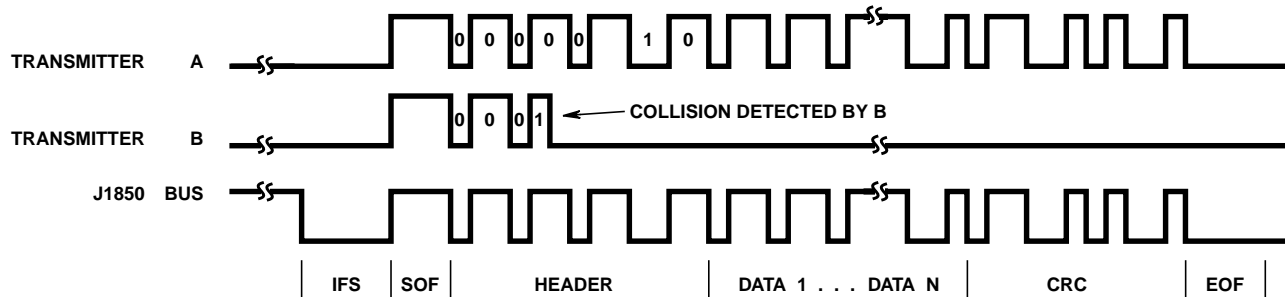 0 0 0 0 0 1 0
TRANSMITTER A
0 0 0 1 COLLISION DETECTED BY B
TRANSMITTER B
J1850 BUS
IFS SOF HEADER DATA 1 . . . DATA N CRC EOF